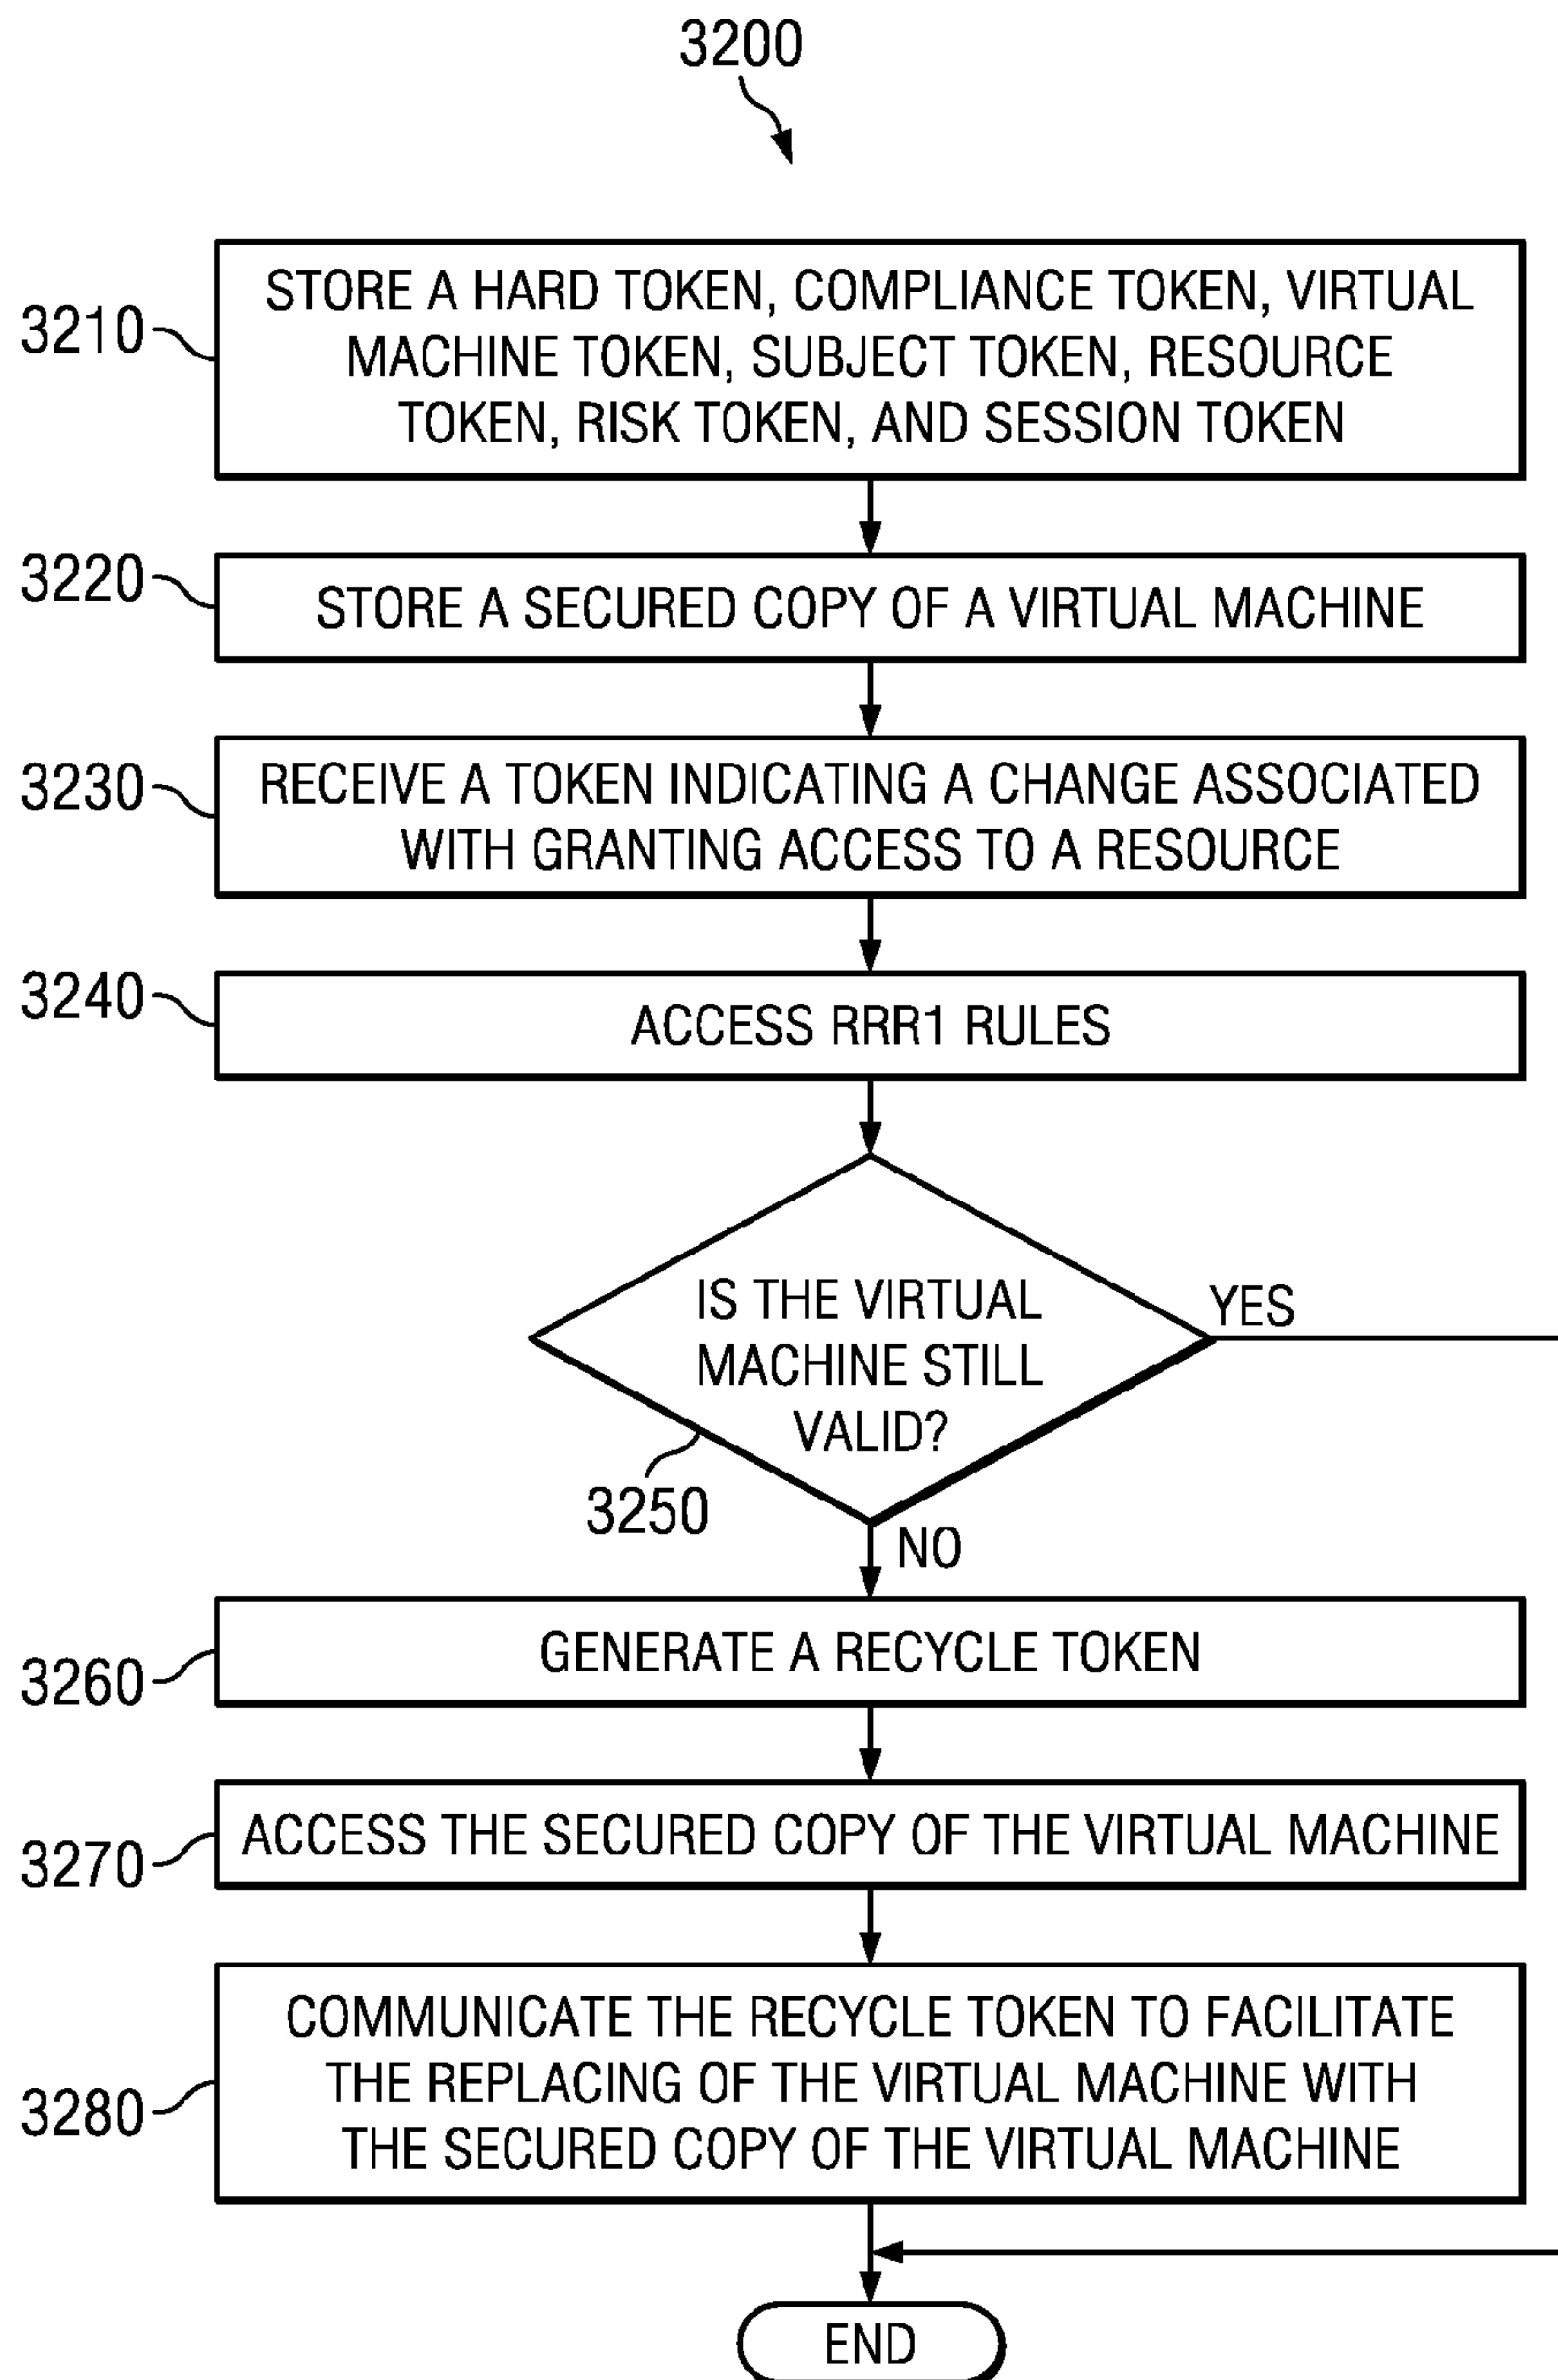 3200
3210
STORE A HARD TOKEN, COMPLIANCE TOKEN, VIRTUAL
MACHINE TOKEN, SUBJECT TOKEN, RESOURCE
TOKEN, RISK TOKEN, AND SESSION TOKEN
3220
STORE A SECURED COPY OF A VIRTUAL MACHINE
3230
RECEIVE A TOKEN INDICATING A CHANGE ASSOCIATED
WITH GRANTING ACCESS TO A RESOURCE
3240
ACCESS RRR1 RULES
IS THE VIRTUAL
MACHINE STILL
VALID?
YES
3250
NO
3260
GENERATE A RECYCLE TOKEN
3270
ACCESS THE SECURED COPY OF THE VIRTUAL MACHINE
3280
COMMUNICATE THE RECYCLE TOKEN TO FACILITATE
THE REPLACING OF THE VIRTUAL MACHINE WITH
THE SECURED COPY OF THE VIRTUAL MACHINE
END